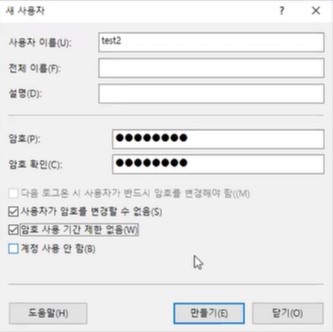 새 사용자
사용자 이름(U): test2
전체 이름(F):
설명(D):
암호(P): ●●●●●●●●
암호 확인(C): ●●●●●●●●
다음 로그온 시 사용자가 반드시 암호를 변경해야 함((M)
사용자가 암호를 변경할 수 없음(S)
암호 사용 기간 제한 없음(W)
계정 사용 안 함(B)
도움말(H) 만들기(E) 닫기(O)